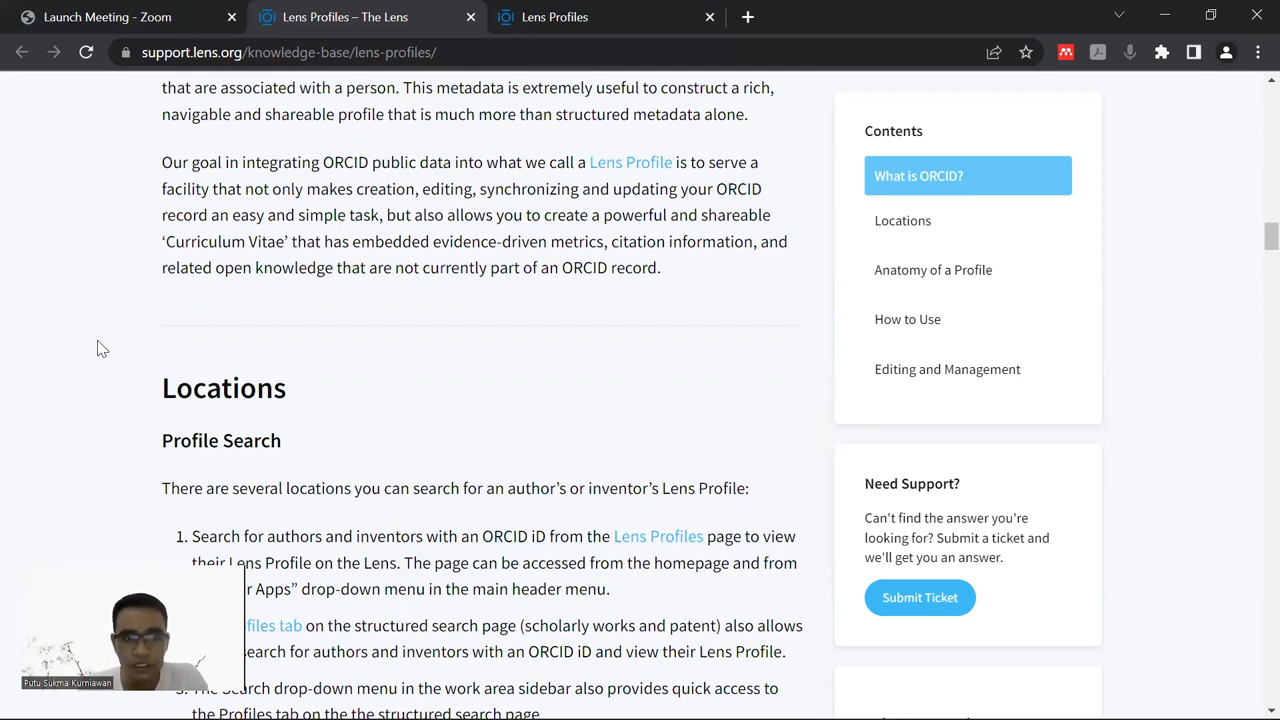 Launch Meeting - Zoom
Lens Profiles – The Lens
Lens Profiles
support.lens.org/knowledge-base/lens-profiles/
that are associated with a person. This metadata is extremely useful to construct a rich,
navigable and shareable profile that is much more than structured metadata alone.
Our goal in integrating ORCID public data into what we call a Lens Profile is to serve a
facility that not only makes creation, editing, synchronizing and updating your ORCID
record an easy and simple task, but also allows you to create a powerful and shareable
‘Curriculum Vitae’ that has embedded evidence-driven metrics, citation information, and
related open knowledge that are not currently part of an ORCID record.
Locations
Profile Search
There are several locations you can search for an author’s or inventor’s Lens Profile:
1. Search for authors and inventors with an ORCID iD from the Lens Profiles page to view
their Lens Profile on the Lens. The page can be accessed from the homepage and from
r Apps” drop-down menu in the main header menu.
files tab on the structured search page (scholarly works and patent) also allows
earch for authors and inventors with an ORCID iD and view their Lens Profile.
3. The Search drop-down menu in the work area sidebar also provides quick access to
the Profiles tab on the the structured search page
Contents
What is ORCID?
Locations
Anatomy of a Profile
How to Use
Editing and Management
Need Support?
Can't find the answer you're
looking for? Submit a ticket and
we'll get you an answer.
Submit Ticket
Putu Sukma Kurniawan